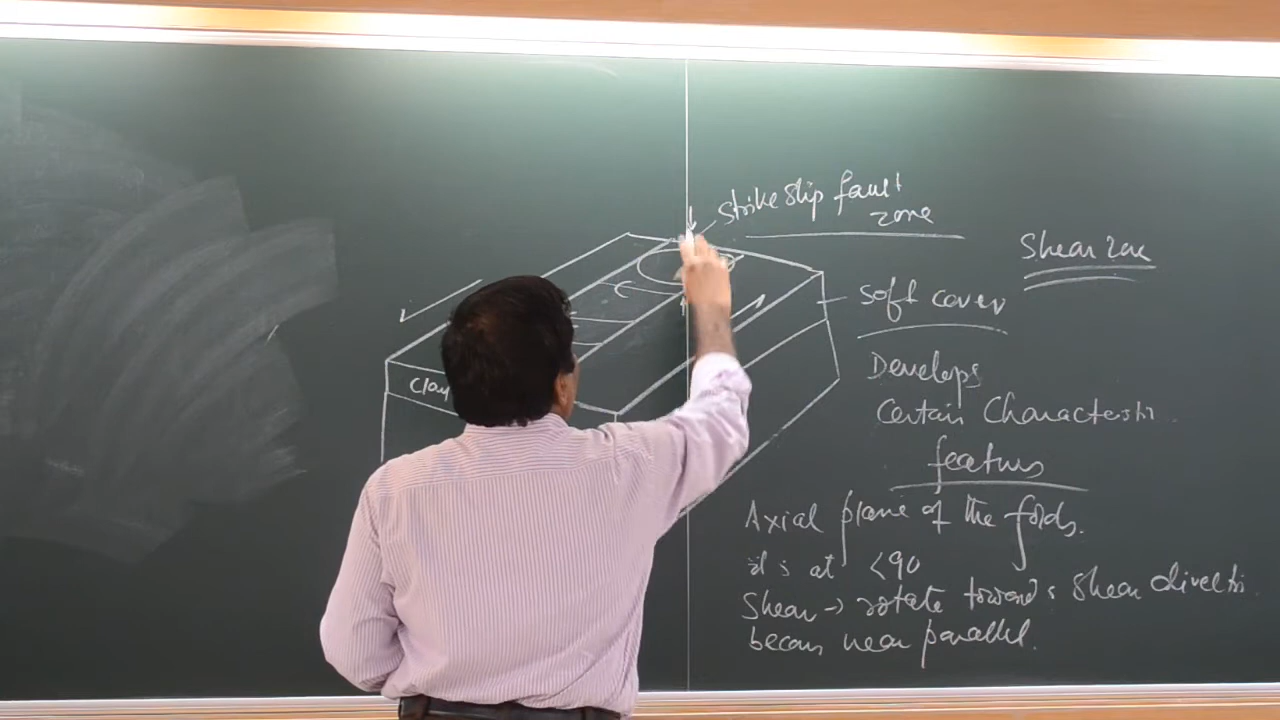 Strike slip fault
zone
Shear zone
Soft cover
Clay
Develops
Certain Characteristi
features
Axial plane of the folds.
it is at <90
Shear → rotate towards shear directi
becom near parallel.